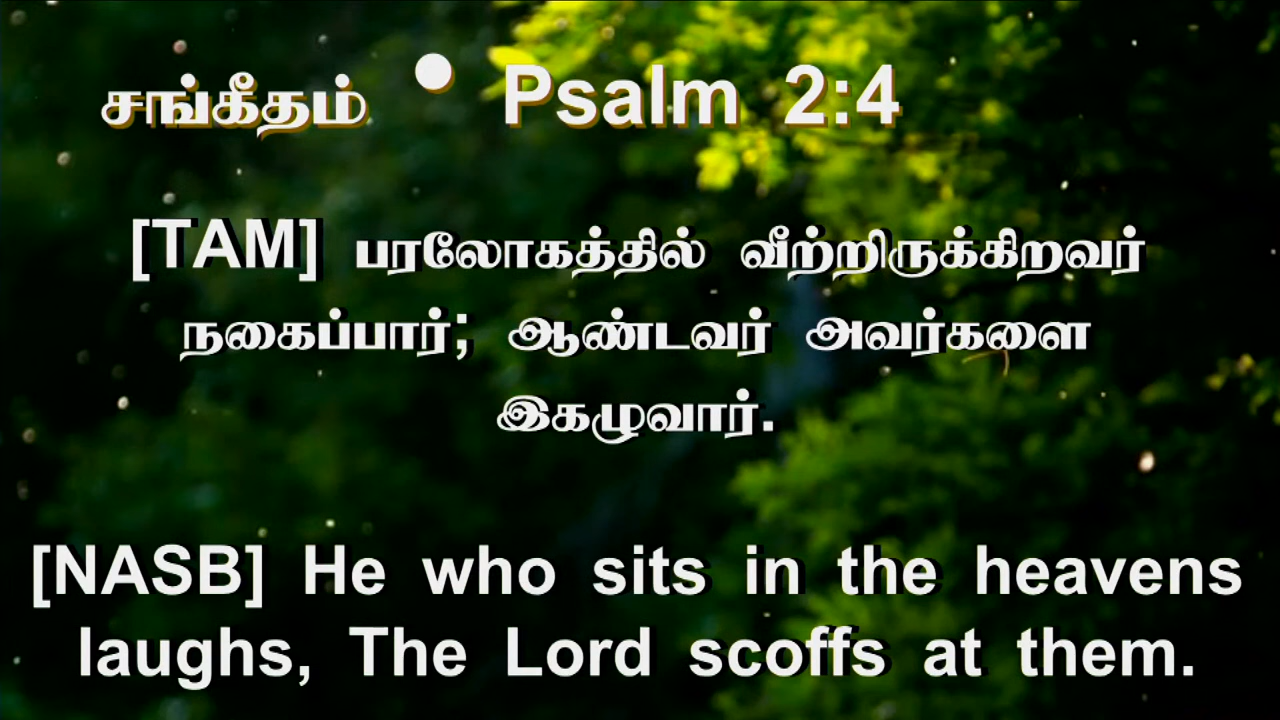 சங்கீதம் • Psalm 2:4
[TAM] பரலோகத்தில் வீற்றிருக்கிறவர்
நகைப்பார்; ஆண்டவர் அவர்களை
இகழுவார்.
[NASB] He who sits in the heavens
laughs, The Lord scoffs at them.